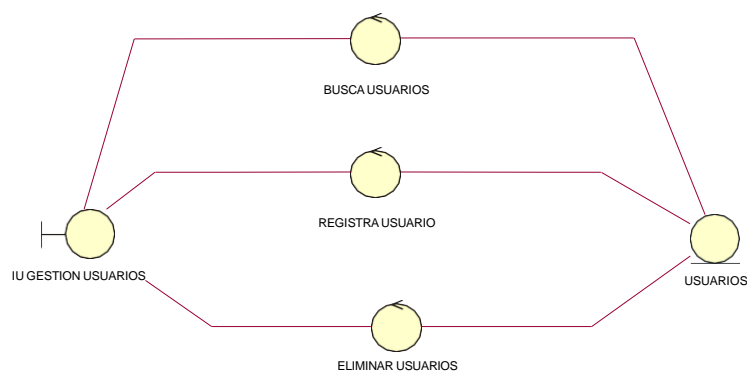 BUSCA USUARIOS
REGISTRA USUARIO
IU GESTION USUARIOS
USUARIOS
ELIMINAR USUARIOS